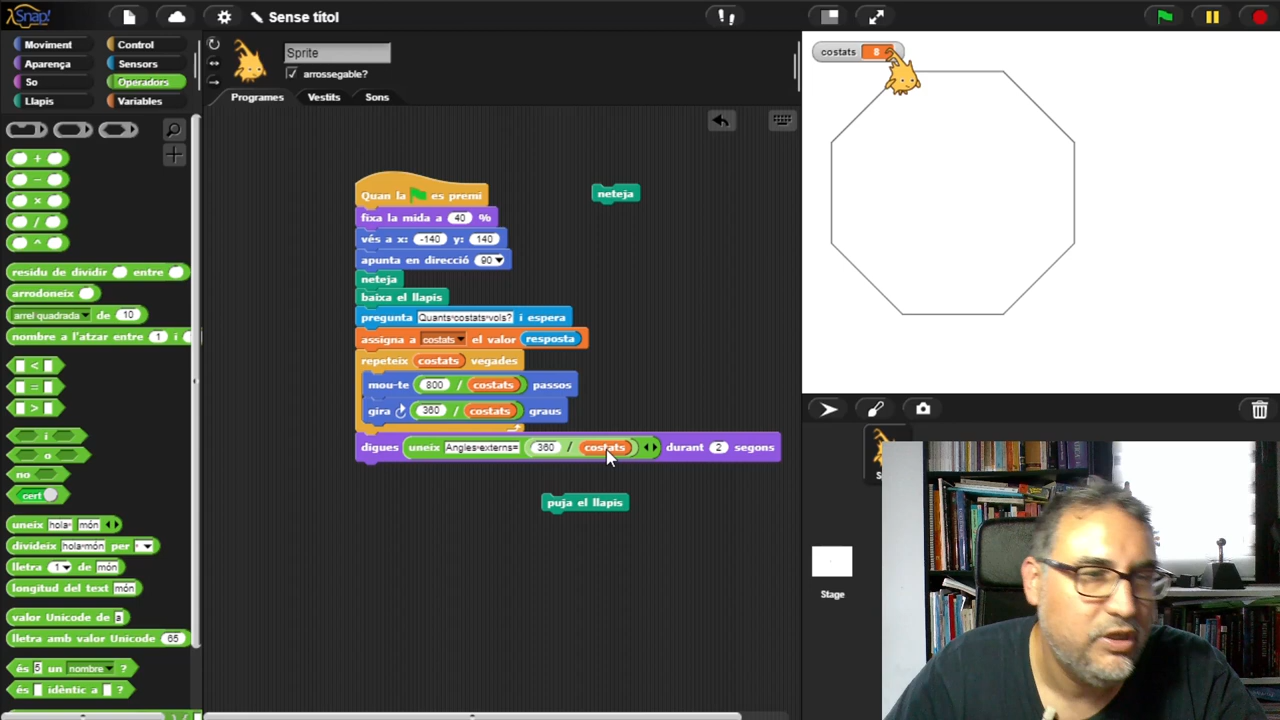 Snap!
Sense títol
Moviment
Control
Aparença
Sensors
So
Operadors
Llapis
Variables
Sprite
arrossegable?
Programes
Vestits
Sons
+
−
×
/
^
residu de dividir entre
arrodoneix
arrel quadrada de 10
nombre a l'atzar entre 1 i
<
=
>
i
o
no
cert
uneix hola món
divideix hola món per
lletra 1 de món
longitud del text món
valor Unicode de a
lletra amb valor Unicode 65
és 5 un nombre ?
és idèntic a ?
Quan la es premi
fixa la mida a 40 %
vés a x: -140 y: 140
apunta en direcció 90
neteja
baixa el llapis
pregunta Quants costats vols? i espera
assigna a costats el valor resposta
repeteix costats vegades
mou-te 800 / costats passos
gira 360 / costats graus
digues uneix Angles externs= 360 / costats durant 2 segons
neteja
puja el llapis
costats 8
Stage